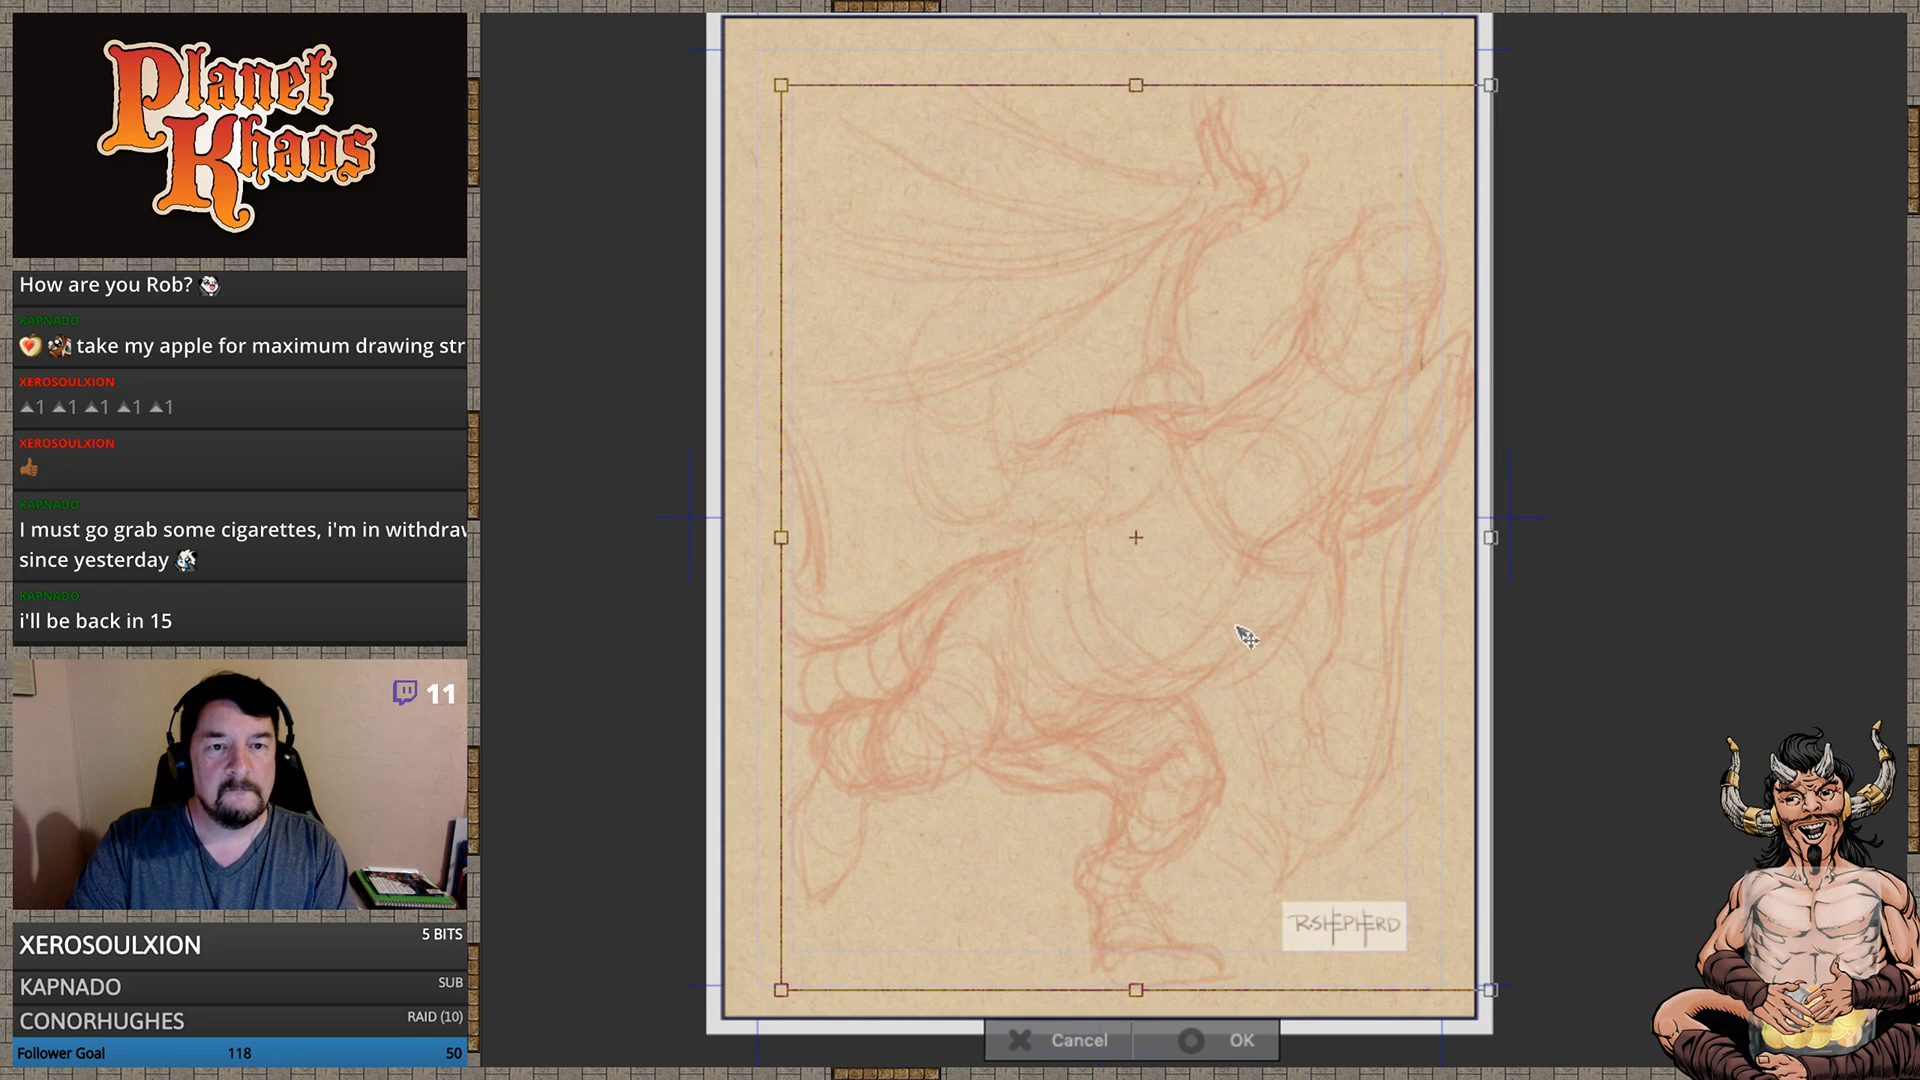 Planet
Khaos
How are you Rob?
KAPNADO
take my apple for maximum drawing str
XEROSOULXION
1 1 1 1 1
XEROSOULXION
KAPNADO
I must go grab some cigarettes, i'm in withdraw
since yesterday
KAPNADO
i'll be back in 15
11
XEROSOULXION 5 BITS
KAPNADO SUB
CONORHUGHES RAID (10)
Follower Goal 118 50
R.SHEPHERD
Cancel OK